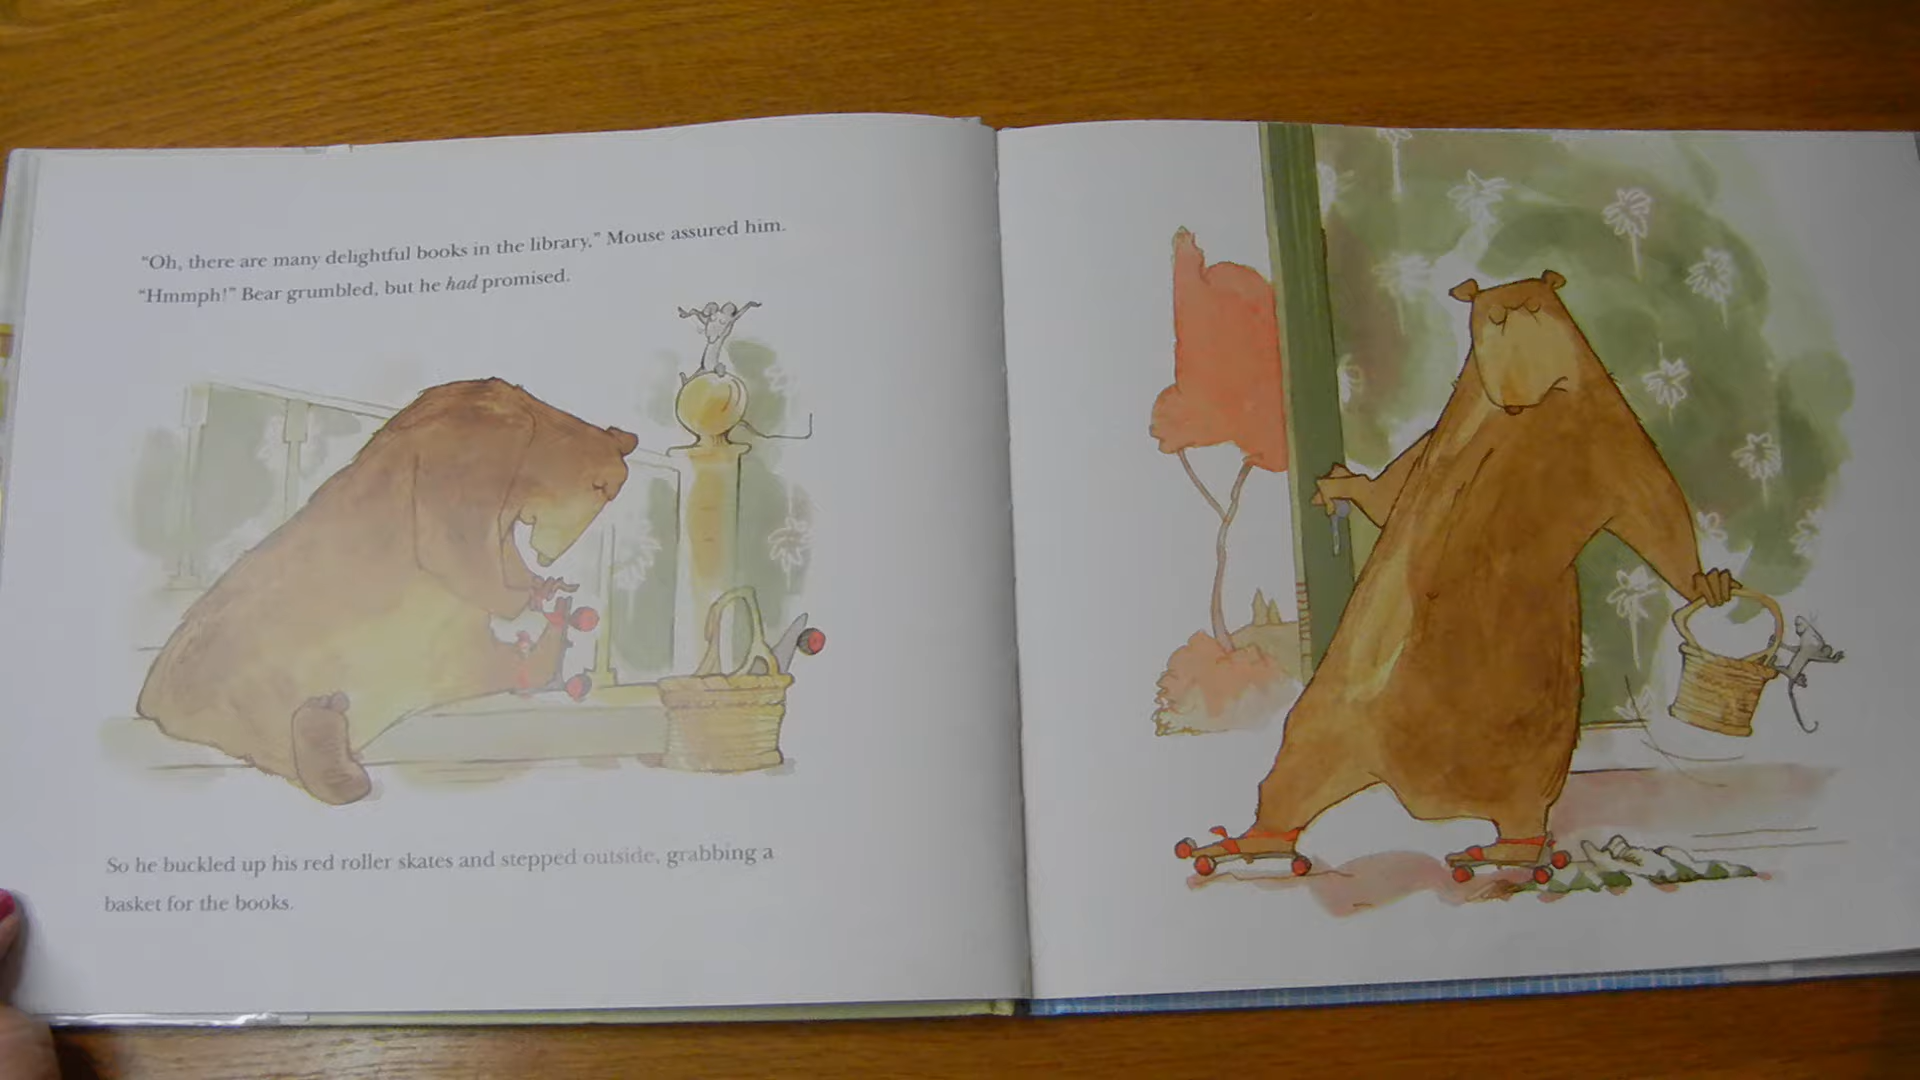 “Oh, there are many delightful books in the library,” Mouse assured him.
“Hmmph!” Bear grumbled, but he had promised.
So he buckled up his red roller skates and stepped outside, grabbing a
basket for the books.